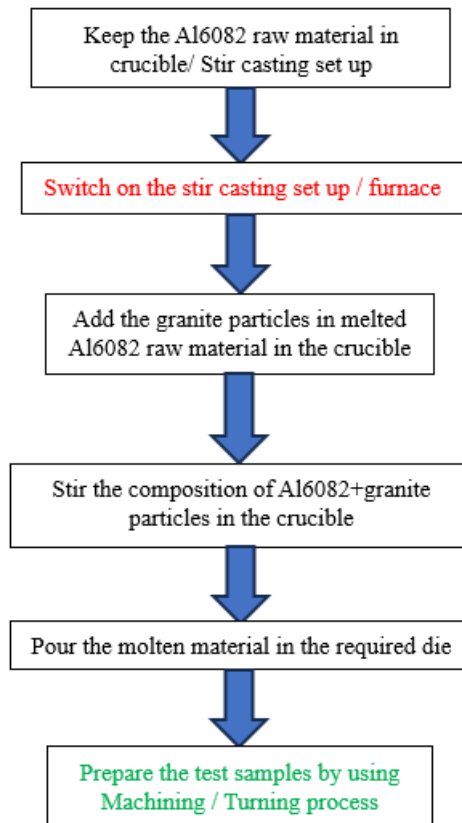 Keep the Al6082 raw material in
crucible/ Stir casting set up
Switch on the stir casting set up / furnace
Add the granite particles in melted
Al6082 raw material in the crucible
Stir the composition of Al6082+granite
particles in the crucible
Pour the molten material in the required die
Prepare the test samples by using
Machining / Turning process